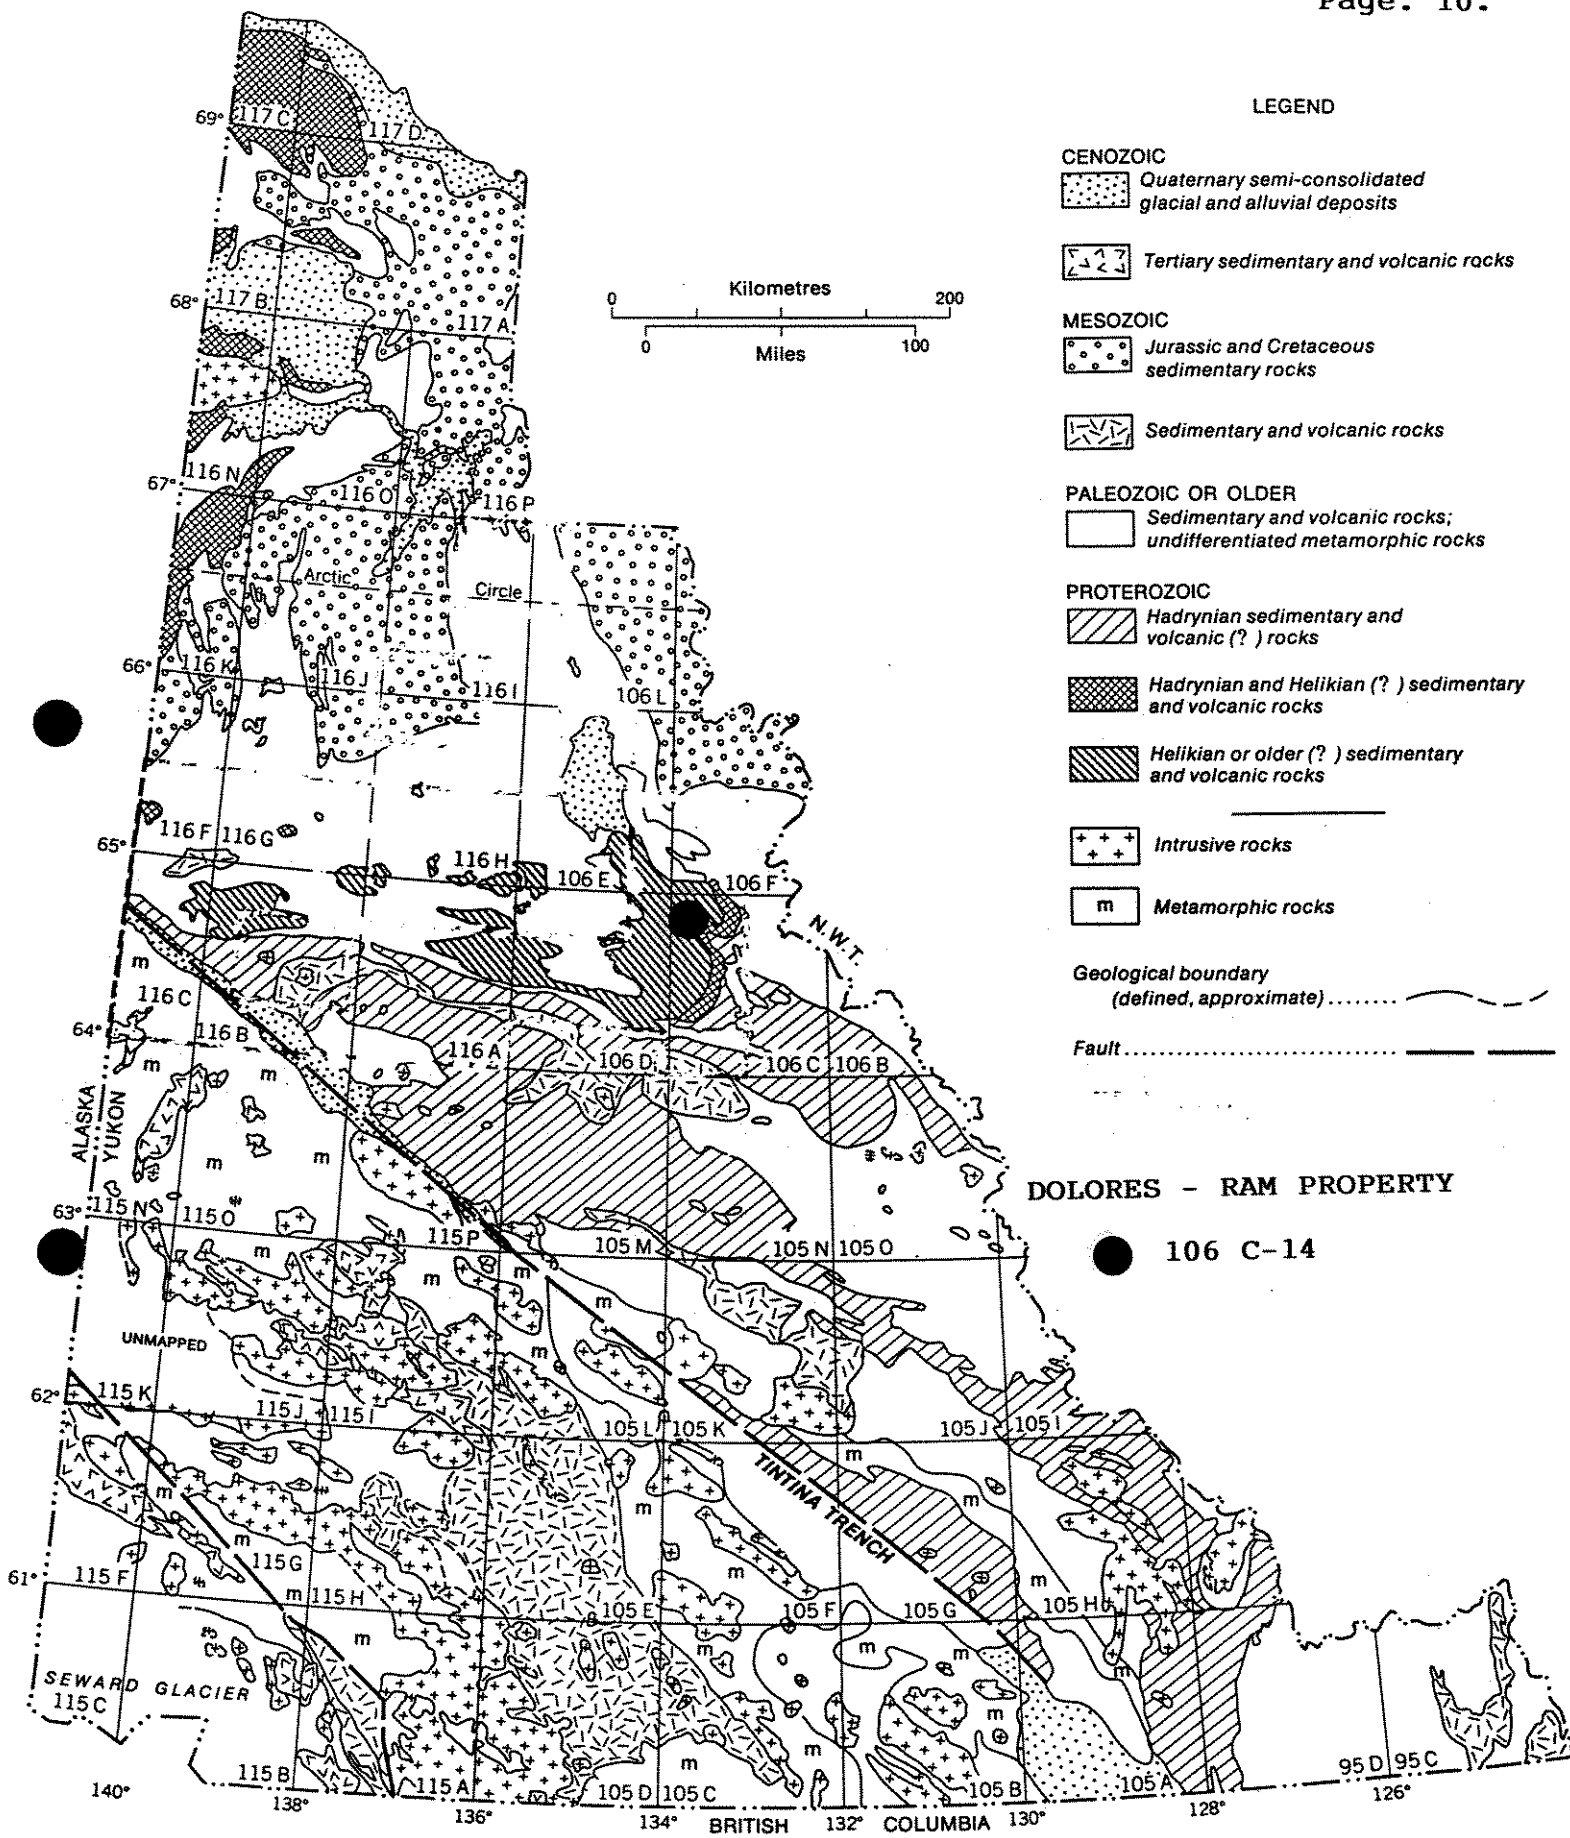 Page. 10.
LEGEND
CENOZOIC
Quaternary semi-consolidated
glacial and alluvial deposits
Tertiary sedimentary and volcanic rocks
MESOZOIC
Jurassic and Cretaceous
sedimentary rocks
Sedimentary and volcanic rocks
PALEOZOIC OR OLDER
Sedimentary and volcanic rocks;
undifferentiated metamorphic rocks
PROTEROZOIC
Hadrynian sedimentary and
volcanic (?) rocks
Hadrynian and Helikian (?) sedimentary
and volcanic rocks
Helikian or older (?) sedimentary
and volcanic rocks
Intrusive rocks
m Metamorphic rocks
Geological boundary
(defined, approximate)........
Fault..............................
DOLORES - RAM PROPERTY
106 C-14
Kilometres
0 200
0 100
Miles
69° 117 C 117 D
68° 117 B 117 A
67° 116 N 116 O 116 P
Arctic Circle
66° 116 K 116 J 116 I 106 L
65° 116 F 116 G 116 H 106 E 106 F
N.W.T.
m
116 C
64° 116 B 116 A 106 D 106 C 106 B
m m
ALASKA
YUKON
m m
63° 115 N 115 O 115 P 105 M 105 N 105 O
m m m
m
UNMAPPED
m
62° 115 K 115 J 115 I 105 L 105 K 105 J 105 I
m
TINTINA TRENCH
m m m
m
115 G
m m
61° 115 F m 115 H 105 E 105 F 105 G 105 H
m m m m m
SEWARD GLACIER
115 C
m m m
115 B 115 A 105 D 105 C 105 B 105 A 95 D 95 C
140° 138° 136° 134° 132° 130° 128° 126°
BRITISH COLUMBIA